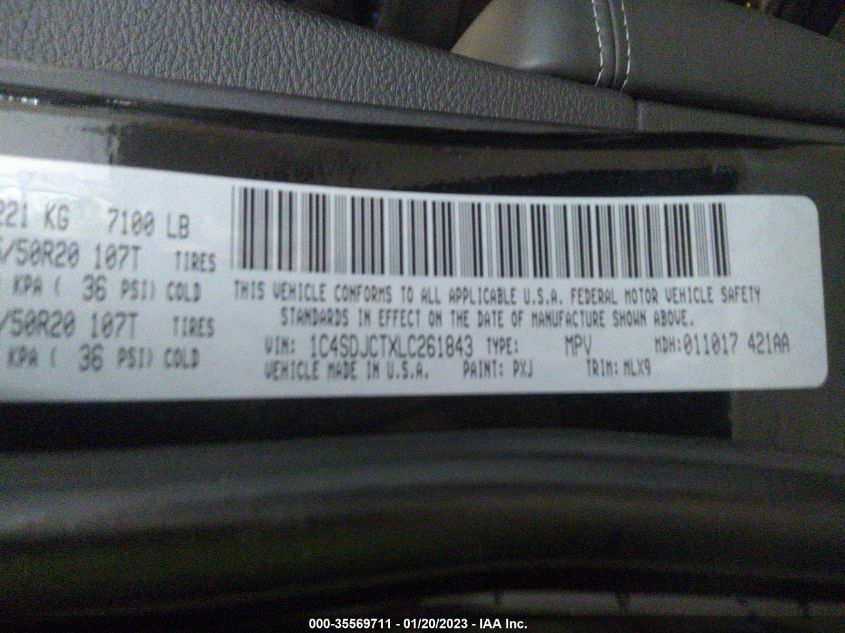 221 KG 7100 LB
/50R20 107T TIRES
KPA ( 36 PSI) COLD
/50R20 107T TIRES
KPA ( 36 PSI) COLD
THIS VEHICLE CONFORMS TO ALL APPLICABLE U.S.A. FEDERAL MOTOR VEHICLE SAFETY
STANDARDS IN EFFECT ON THE DATE OF MANUFACTURE SHOWN ABOVE.
VIN: 1C4SDJCTXLC261843 TYPE: MPV MDH: 011017 421AA
VEHICLE MADE IN U.S.A. PAINT: PXJ TRIM: MLX9
000-35569711 — 01/20/2023 - IAA Inc.